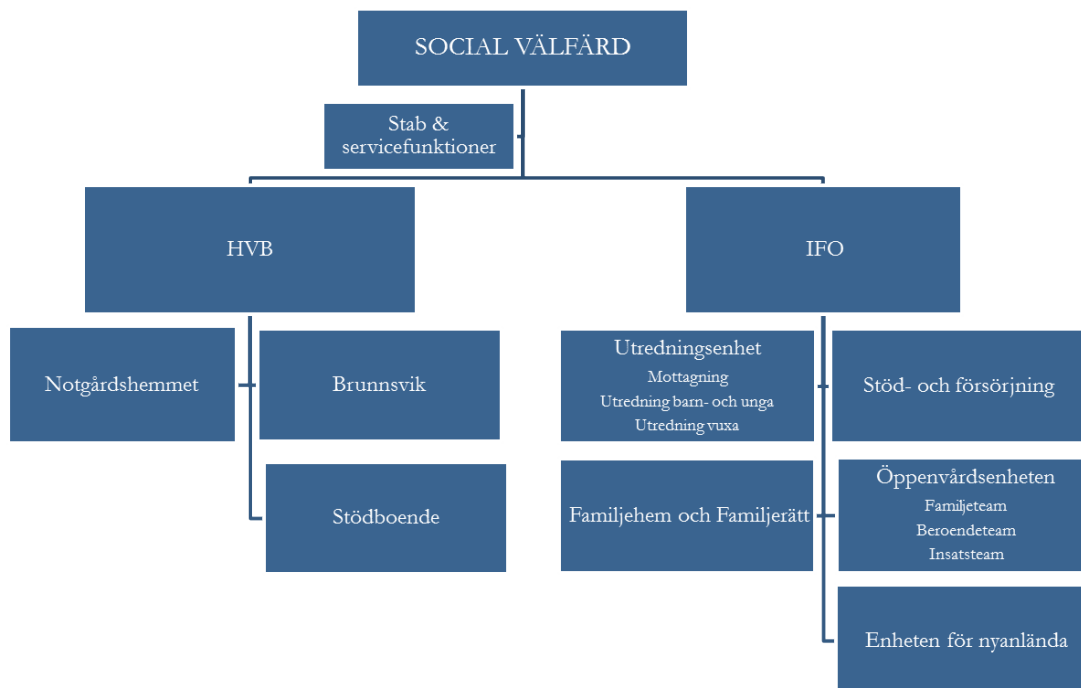 SOCIAL VÄLFÄRD
Stab &
servicefunktioner
HVB
IFO
Notgårdshemmet
Brunnsvik
Stödboende
Utredningsenhet
Mottagning
Utredning barn- och unga
Utredning vuxa
Stöd- och försörjning
Familjehem och Familjerätt
Öppenvårdsenheten
Familjeteam
Beroendeteam
Insatsteam
Enheten för nyanlända